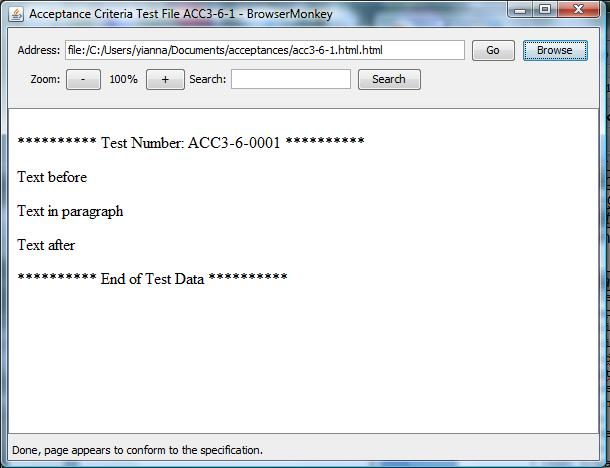 Acceptance Criteria Test File ACC3-6-1 - BrowserMonkey
Address: file:/C:/Users/yianna/Documents/acceptances/acc3-6-1.html.html Go Browse
Zoom: - 100% + Search: Search
********** Test Number: ACC3-6-0001 **********
Text before
Text in paragraph
Text after
********** End of Test Data **********
Done, page appears to conform to the specification.